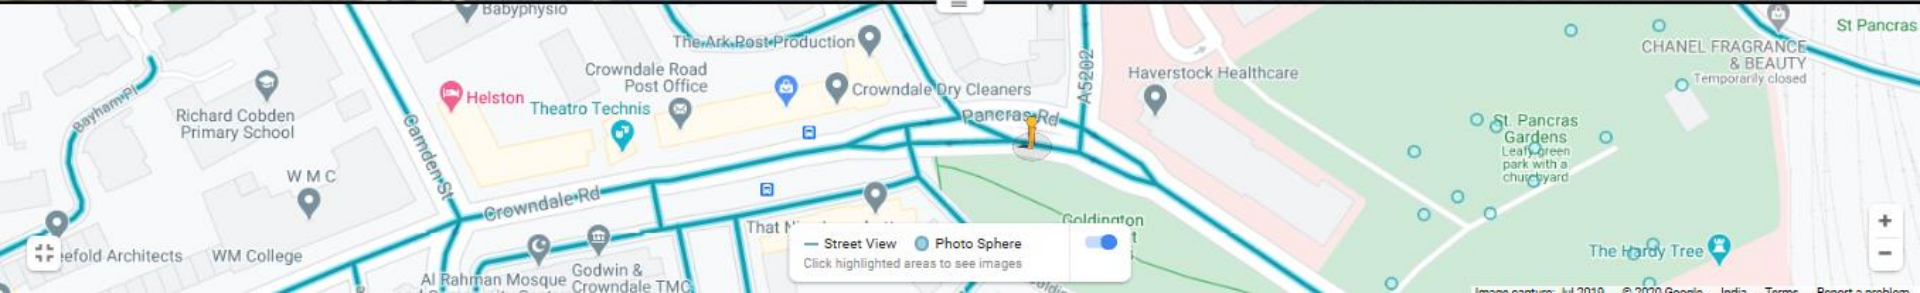 Babyphysio
St Pancras
The Ark Post Production
CHANEL FRAGRANCE
& BEAUTY
Temporarily closed
Crowndale Road
Post Office
Haverstock Healthcare
A5202
Helston
Crowndale Dry Cleaners
Theatro Technis
Bayham Pl
Richard Cobden
Primary School
Pancras Rd
St. Pancras
Gardens
Leafy green
park with a
churchyard
Camden St
W M C
Crowndale Rd
Goldington
That
Street View
Photo Sphere
Click highlighted areas to see images
eefold Architects
WM College
The Hardy Tree
Al Rahman Mosque
Godwin &
Crowndale TMC
Image capture: Jul 2019 © 2020 Google India Terms Report a problem